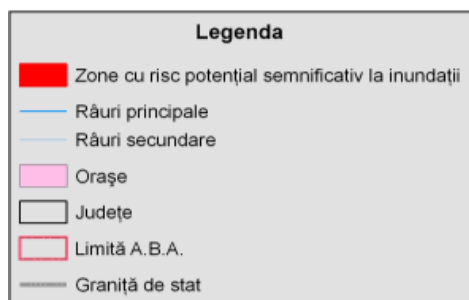 Legenda
Zone cu risc potențial semnificativ la inundații
Râuri principale
Râuri secundare
Orașe
Județe
Limită A.B.A.
Graniță de stat